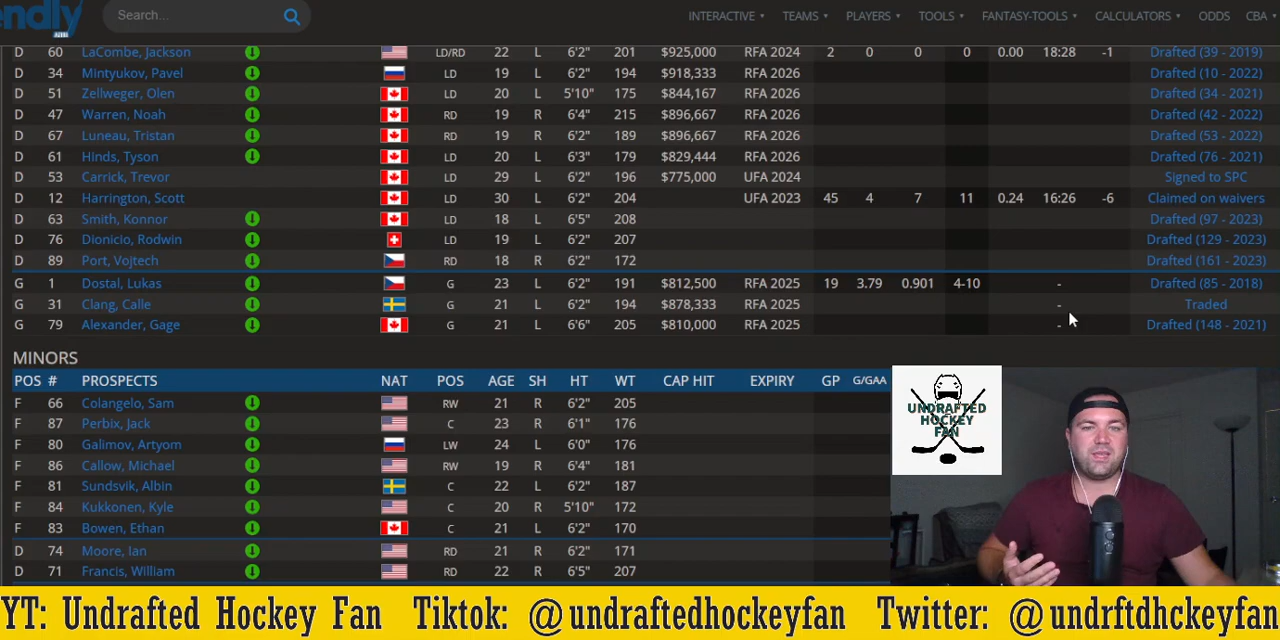 endly
Search...
INTERACTIVE TEAMS PLAYERS TOOLS FANTASY-TOOLS CALCULATORS ODDS CBA
D 60 LaCombe, Jackson LD/RD 22 L 6'2" 201 $925,000 RFA 2024 2 0 0 0 0.00 18:28 -1 Drafted (39 - 2019)
D 34 Mintyukov, Pavel LD 19 L 6'2" 194 $918,333 RFA 2026 Drafted (10 - 2022)
D 51 Zellweger, Olen LD 20 L 5'10" 175 $844,167 RFA 2026 Drafted (34 - 2021)
D 47 Warren, Noah RD 19 R 6'4" 215 $896,667 RFA 2026 Drafted (42 - 2022)
D 67 Luneau, Tristan RD 19 R 6'2" 189 $896,667 RFA 2026 Drafted (53 - 2022)
D 61 Hinds, Tyson LD 20 L 6'3" 179 $829,444 RFA 2026 Drafted (76 - 2021)
D 53 Carrick, Trevor LD 29 L 6'2" 196 $775,000 UFA 2024 Signed to SPC
D 12 Harrington, Scott LD 30 L 6'2" 204 UFA 2023 45 4 7 11 0.24 16:26 -6 Claimed on waivers
D 63 Smith, Konnor LD 18 L 6'5" 208 Drafted (97 - 2023)
D 76 Dionicio, Rodwin LD 19 L 6'2" 207 Drafted (129 - 2023)
D 89 Port, Vojtech RD 18 R 6'2" 172 Drafted (161 - 2023)
G 1 Dostal, Lukas G 23 L 6'2" 191 $812,500 RFA 2025 19 3.79 0.901 4-10 - Drafted (85 - 2018)
G 31 Clang, Calle G 21 L 6'2" 194 $878,333 RFA 2025 - Traded
G 79 Alexander, Gage G 21 L 6'6" 205 $810,000 RFA 2025 - Drafted (148 - 2021)
MINORS
POS # PROSPECTS NAT POS AGE SH HT WT CAP HIT EXPIRY GP G/GAA
F 66 Colangelo, Sam RW 21 R 6'2" 205
F 87 Perbix, Jack C 23 R 6'1" 176
F 80 Galimov, Artyom LW 24 L 6'0" 176
F 86 Callow, Michael RW 19 R 6'4" 181
F 81 Sundsvik, Albin C 22 L 6'2" 187
F 84 Kukkonen, Kyle C 20 R 5'10" 172
F 83 Bowen, Ethan C 21 L 6'2" 170
D 74 Moore, Ian RD 21 R 6'2" 171
D 71 Francis, William RD 22 R 6'5" 207
UNDRAFTED
HOCKEY
FAN
YT: Undrafted Hockey Fan Tiktok: @undraftedhockeyfan Twitter: @undrftdhckeyfan